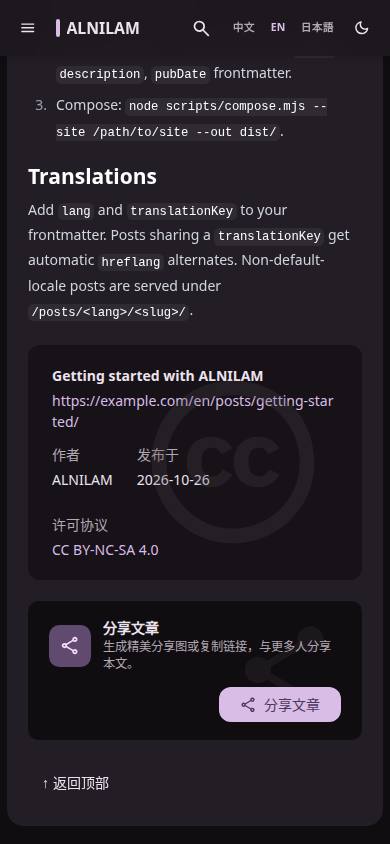 ALNILAM 中文 EN 日本語
description, pubDate frontmatter.
3. Compose: node scripts/compose.mjs --
site /path/to/site --out dist/.
Translations
Add lang and translationKey to your
frontmatter. Posts sharing a translationKey get
automatic hreflang alternates. Non-default-
locale posts are served under
/posts/<lang>/<slug>/.
Getting started with ALNILAM
https://example.com/en/posts/getting-star
ted/
作者 发布于
ALNILAM 2026-10-26
许可协议
CC BY-NC-SA 4.0
分享文章
生成精美分享图或复制链接，与更多人分享
本文。
分享文章
↑ 返回顶部